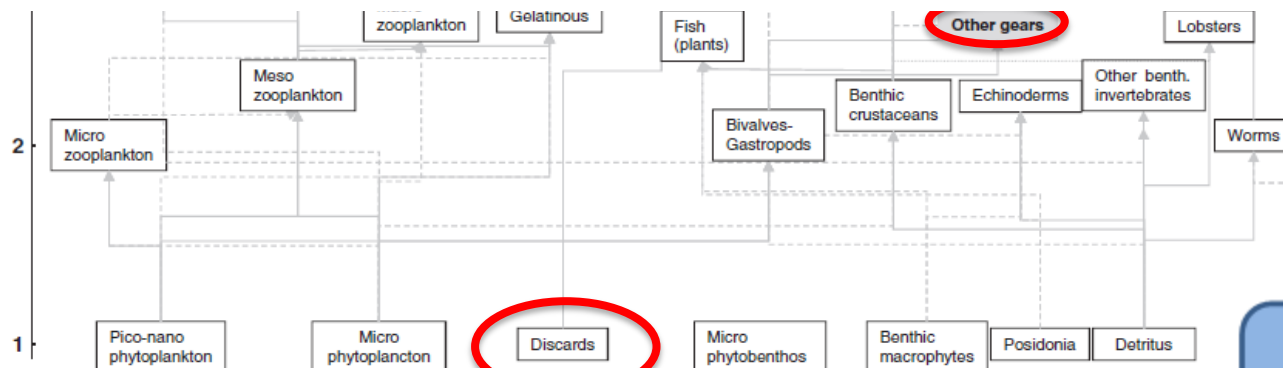 zooplankton
Gelatinous
Fish
(plants)
Other gears
Lobsters
Meso
zooplankton
Benthic
crustaceans
Echinoderms
Other benth.
invertebrates
Bivalves-
Gastropods
2
Micro
zooplankton
Worms
1
Pico-nano
phytoplankton
Micro
phytoplancton
Discards
Micro
phytobenthos
Benthic
macrophytes
Posidonia
Detritus